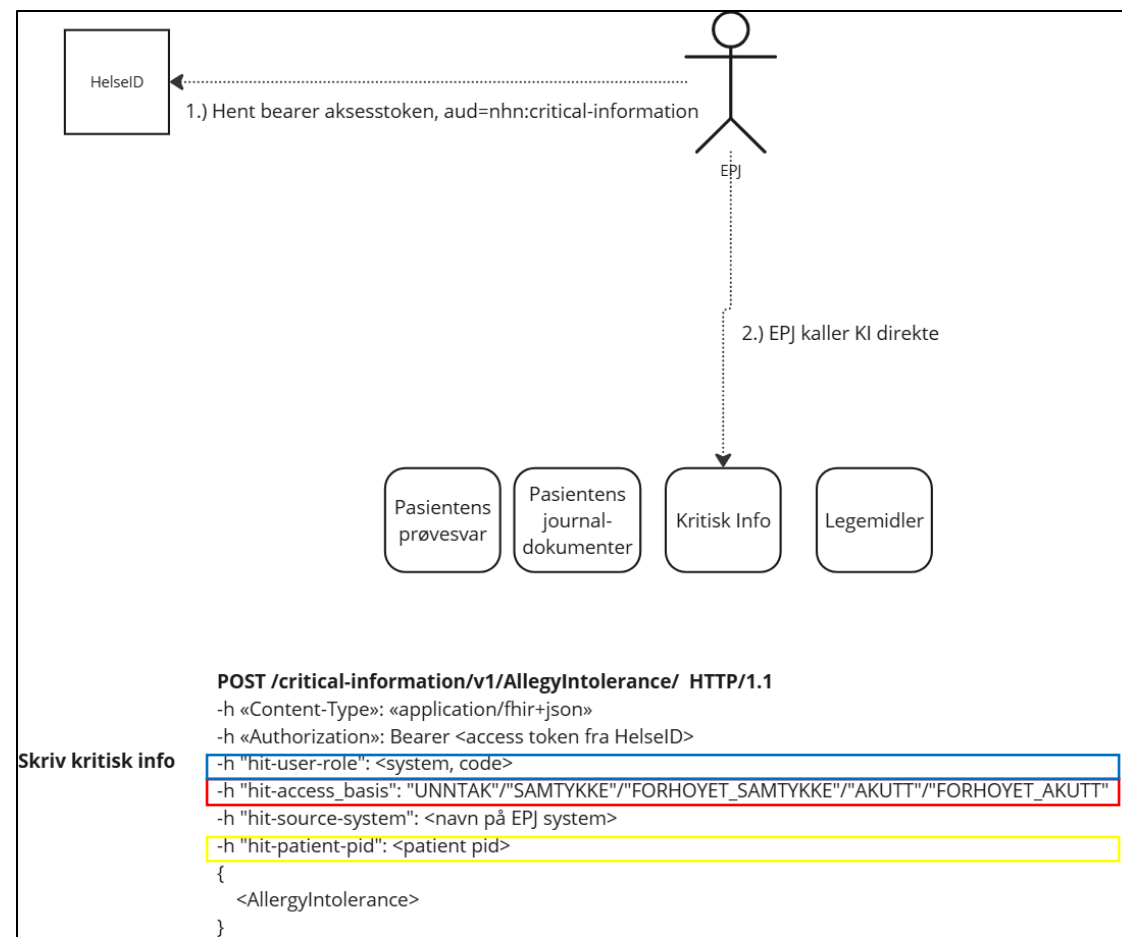 HelseID
1.) Hent bearer aksesstoken, aud=nhn:critical-information
EPJ
2.) EPJ kaller KI direkte
Pasientens
prøvesvar
Pasientens
journal-
dokumenter
Kritisk Info
Legemidler
POST /critical-information/v1/AllegyIntolerance/ HTTP/1.1
-h «Content-Type»: «application/fhir+json»
-h «Authorization»: Bearer <access token fra HelseID>
Skriv kritisk info
-h "hit-user-role": <system, code>
-h "hit-access_basis": "UNNTAK"/"SAMTYKKE"/"FORHOYET_SAMTYKKE"/"AKUTT"/"FORHOYET_AKUTT"
-h "hit-source-system": <navn på EPJ system>
-h "hit-patient-pid": <patient pid>
{
<AllergyIntolerance>
}